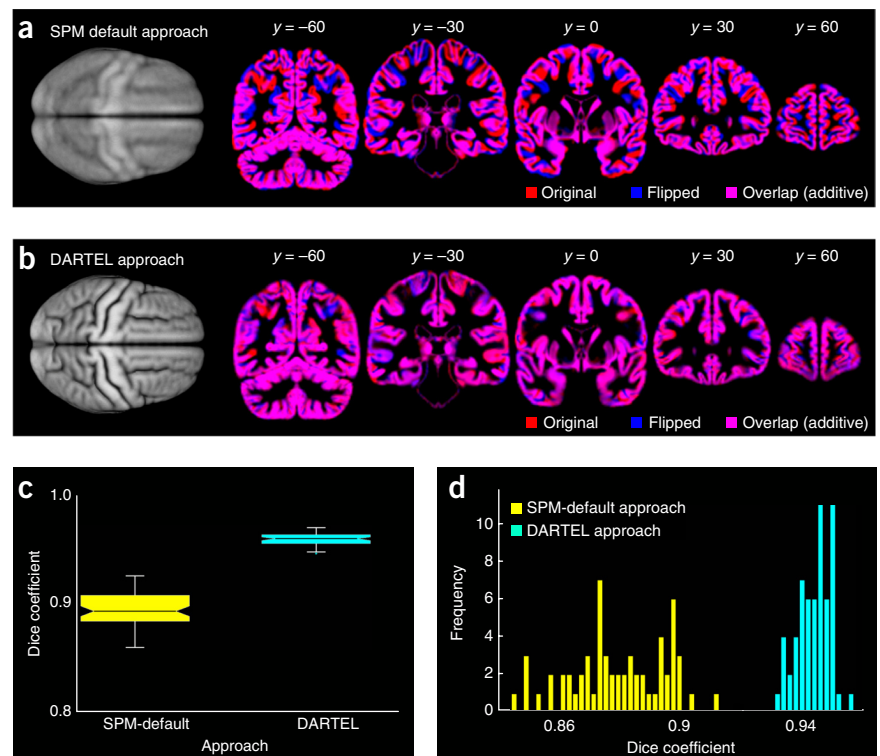 a SPM default approach y = –60 y = –30 y = 0 y = 30 y = 60
Original Flipped Overlap (additive)
b DARTEL approach y = –60 y = –30 y = 0 y = 30 y = 60
Original Flipped Overlap (additive)
c
1.0
0.9
0.8
Dice coefficient
SPM-default DARTEL
Approach
d
SPM-default approach
DARTEL approach
10
8
6
4
2
0
Frequency
0.86 0.9 0.94
Dice coefficient